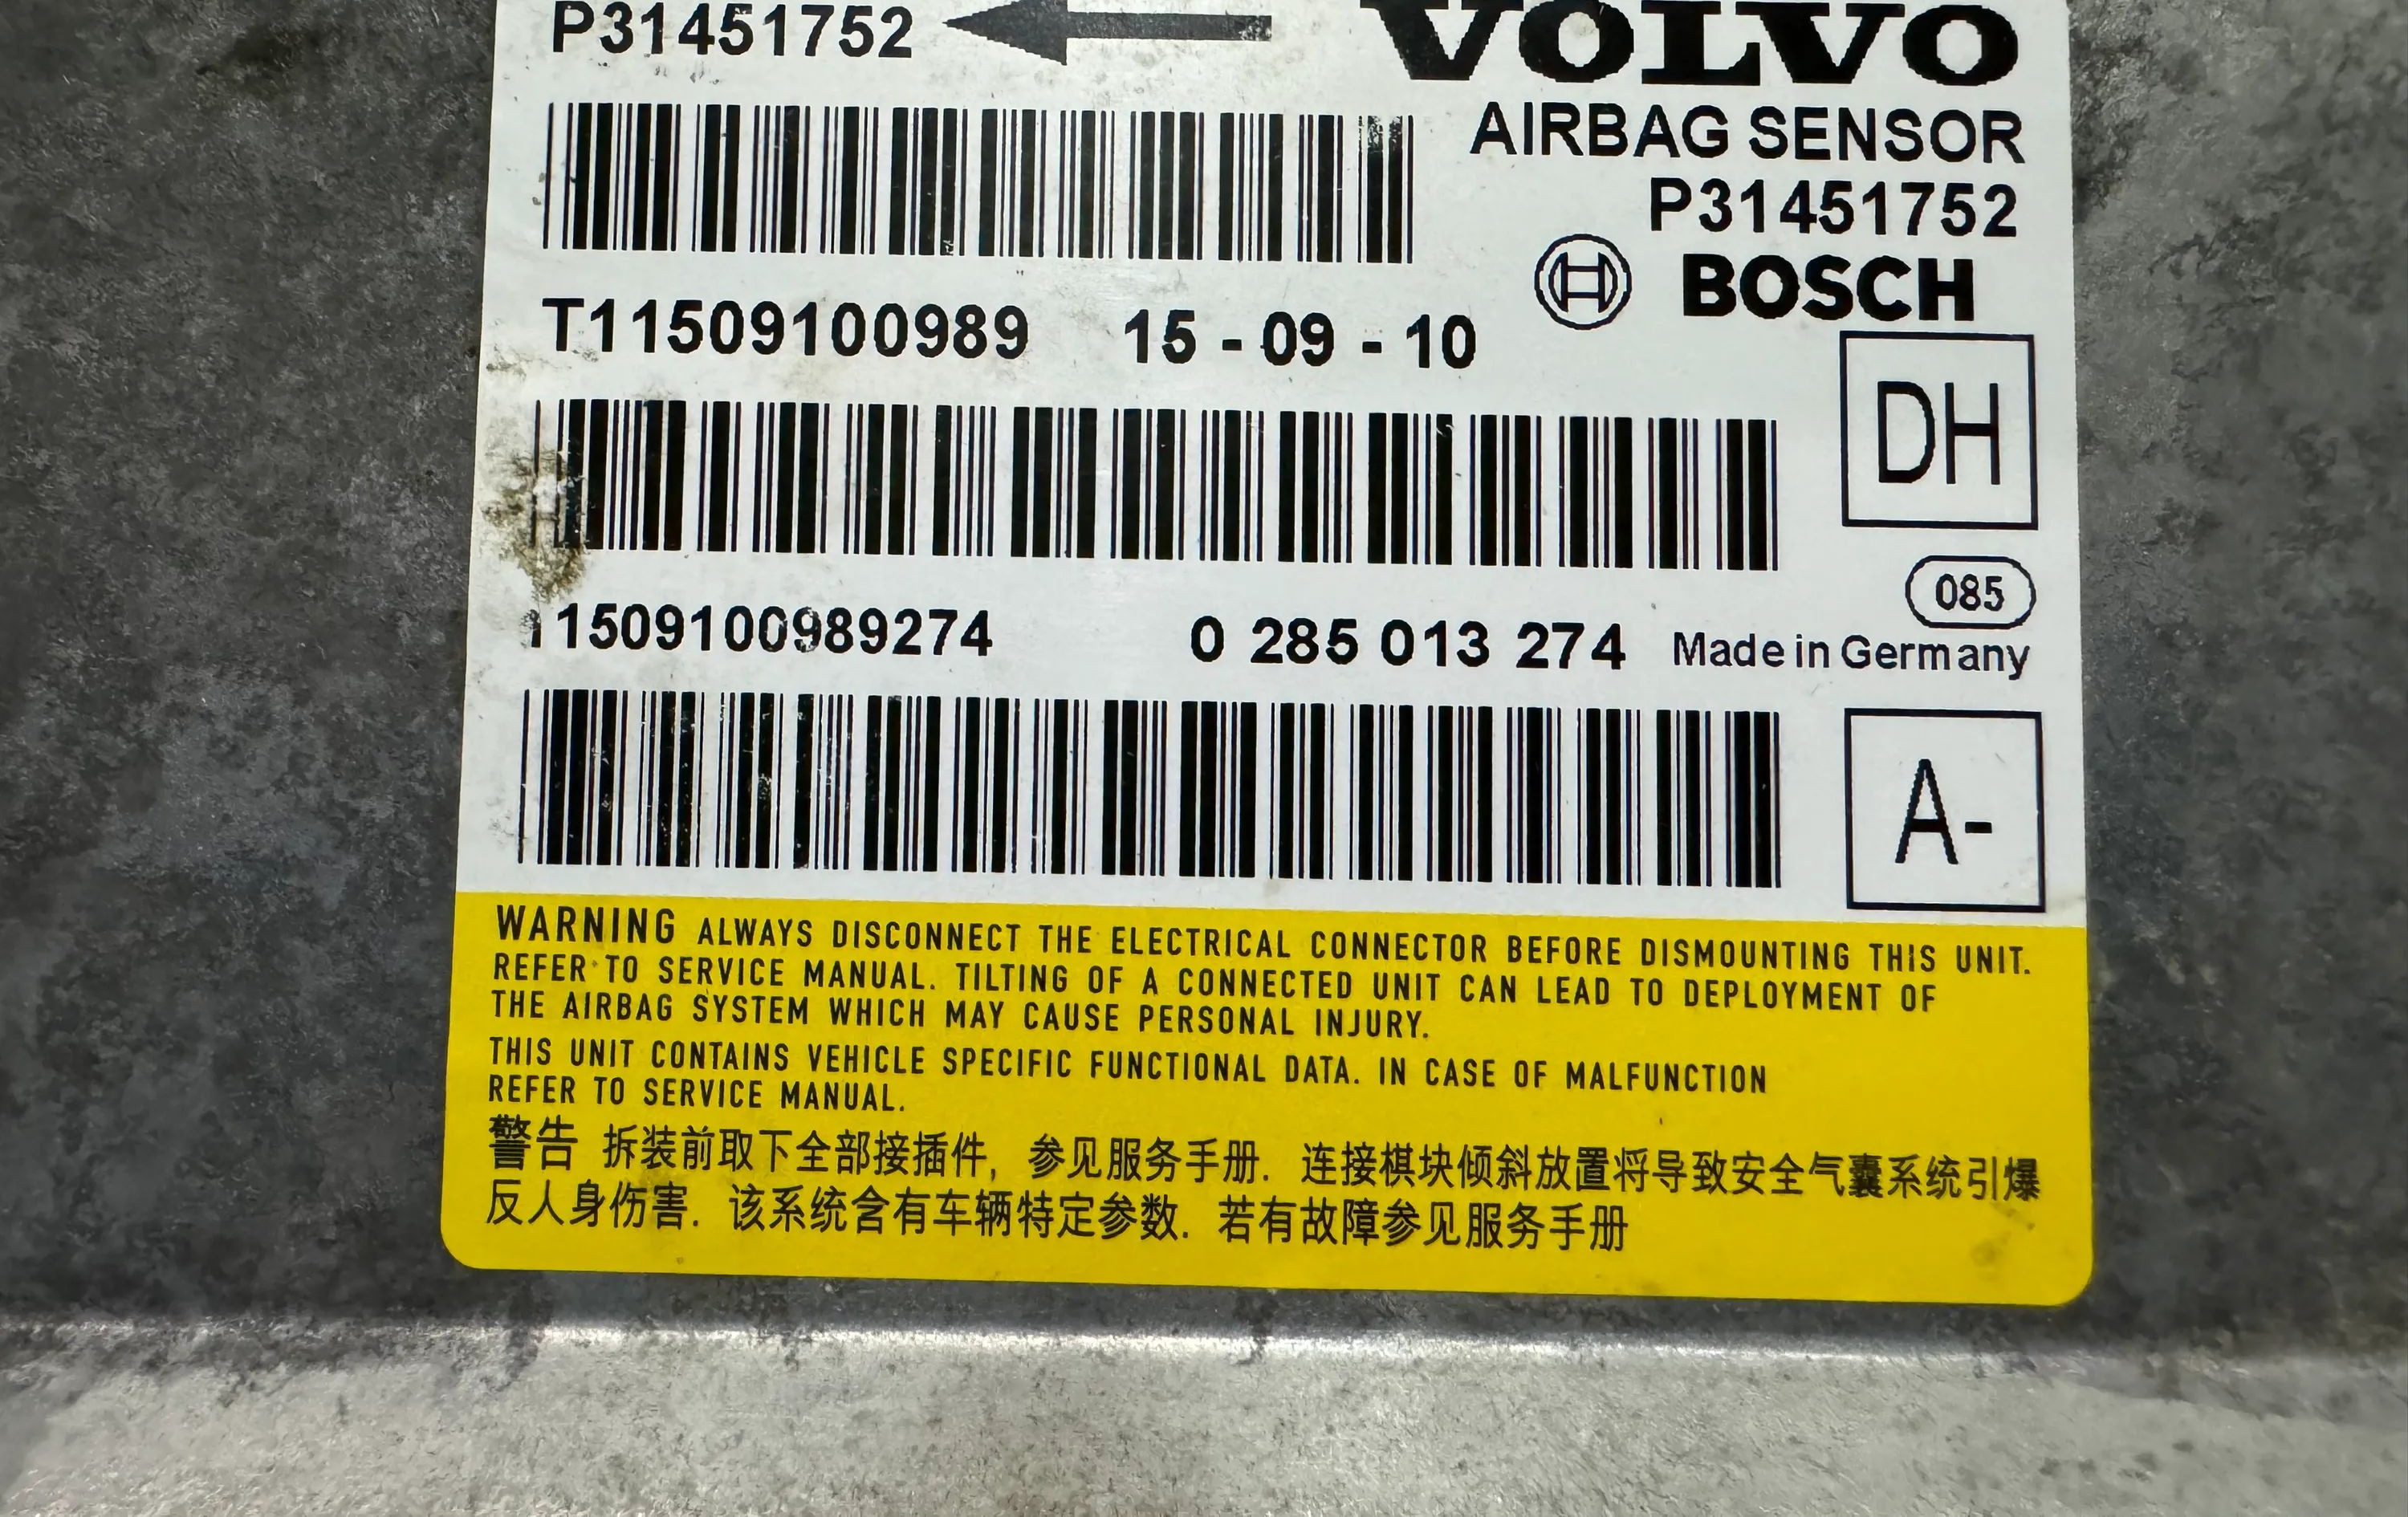 P31451752 VOLVO
AIRBAG SENSOR
P31451752
BOSCH
T11509100989 15 - 09 - 10
DH
085
11509100989274 0 285 013 274 Made in Germany
A-
WARNING ALWAYS DISCONNECT THE ELECTRICAL CONNECTOR BEFORE DISMOUNTING THIS UNIT.
REFER TO SERVICE MANUAL. TILTING OF A CONNECTED UNIT CAN LEAD TO DEPLOYMENT OF
THE AIRBAG SYSTEM WHICH MAY CAUSE PERSONAL INJURY.
THIS UNIT CONTAINS VEHICLE SPECIFIC FUNCTIONAL DATA. IN CASE OF MALFUNCTION
REFER TO SERVICE MANUAL.
警告 拆装前取下全部接插件, 参见服务手册. 连接棋块倾斜放置将导致安全气囊系统引爆
反人身伤害. 该系统含有车辆特定参数. 若有故障参见服务手册